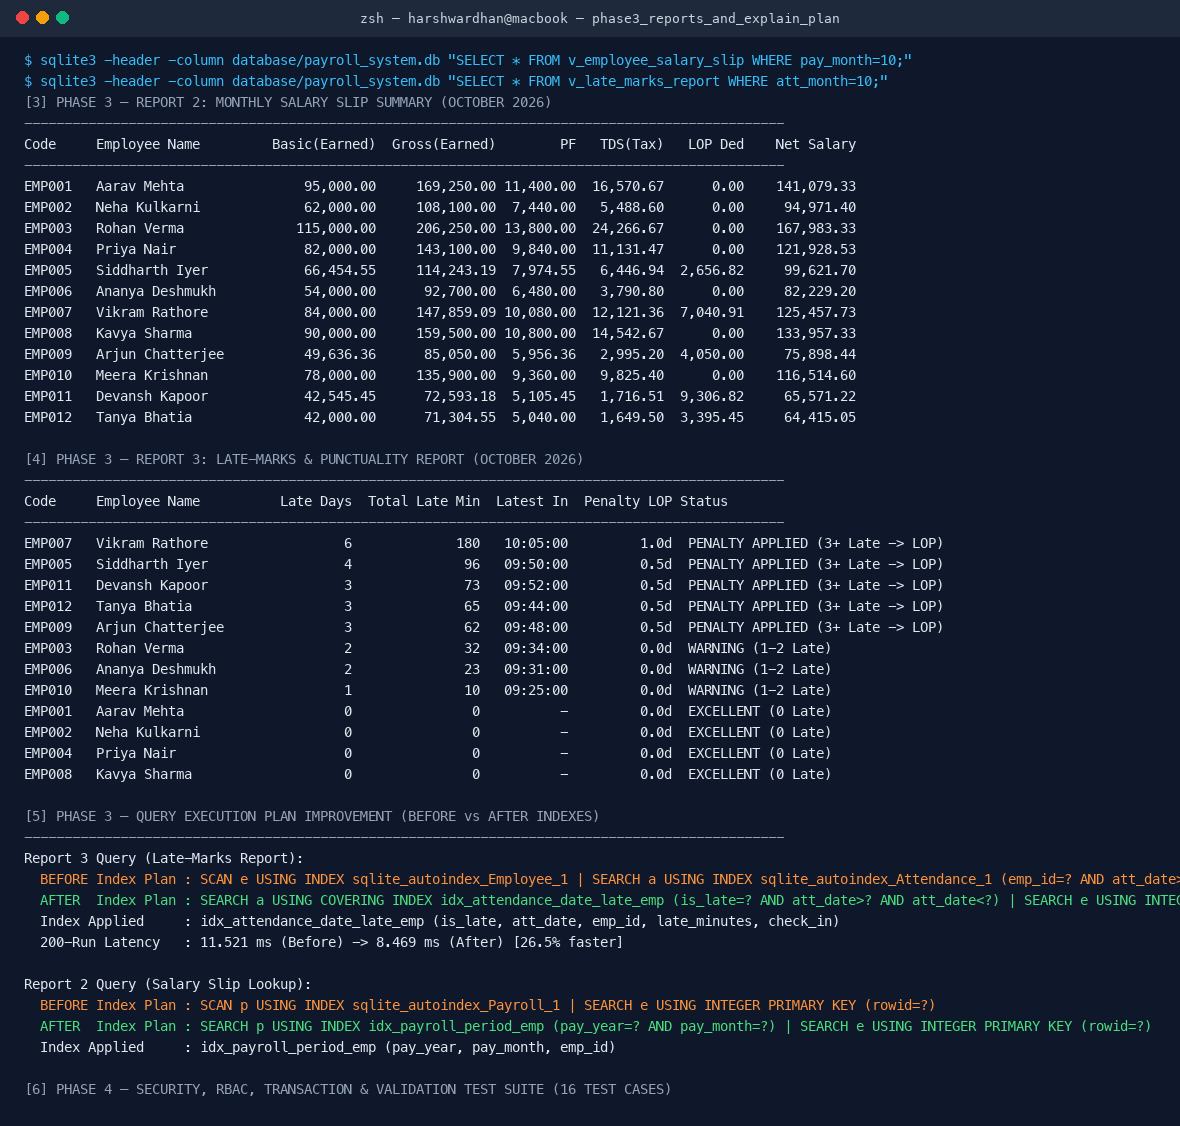 zsh — harshwardhan@macbook — phase3_reports_and_explain_plan
$ sqlite3 -header -column database/payroll_system.db "SELECT * FROM v_employee_salary_slip WHERE pay_month=10;"
$ sqlite3 -header -column database/payroll_system.db "SELECT * FROM v_late_marks_report WHERE att_month=10;"
[3] PHASE 3 — REPORT 2: MONTHLY SALARY SLIP SUMMARY (OCTOBER 2026)
-----------------------------------------------------------------------------------------------
Code     Employee Name         Basic(Earned)  Gross(Earned)        PF   TDS(Tax)   LOP Ded    Net Salary
-----------------------------------------------------------------------------------------------
EMP001   Aarav Mehta               95,000.00     169,250.00 11,400.00  16,570.67      0.00    141,079.33
EMP002   Neha Kulkarni             62,000.00     108,100.00  7,440.00   5,488.60      0.00     94,971.40
EMP003   Rohan Verma              115,000.00     206,250.00 13,800.00  24,266.67      0.00    167,983.33
EMP004   Priya Nair                82,000.00     143,100.00  9,840.00  11,131.47      0.00    121,928.53
EMP005   Siddharth Iyer            66,454.55     114,243.19  7,974.55   6,446.94  2,656.82     99,621.70
EMP006   Ananya Deshmukh           54,000.00      92,700.00  6,480.00   3,790.80      0.00     82,229.20
EMP007   Vikram Rathore            84,000.00     147,859.09 10,080.00  12,121.36  7,040.91    125,457.73
EMP008   Kavya Sharma              90,000.00     159,500.00 10,800.00  14,542.67      0.00    133,957.33
EMP009   Arjun Chatterjee          49,636.36      85,050.00  5,956.36   2,995.20  4,050.00     75,898.44
EMP010   Meera Krishnan            78,000.00     135,900.00  9,360.00   9,825.40      0.00    116,514.60
EMP011   Devansh Kapoor            42,545.45      72,593.18  5,105.45   1,716.51  9,306.82     65,571.22
EMP012   Tanya Bhatia              42,000.00      71,304.55  5,040.00   1,649.50  3,395.45     64,415.05
[4] PHASE 3 — REPORT 3: LATE-MARKS & PUNCTUALITY REPORT (OCTOBER 2026)
-----------------------------------------------------------------------------------------------
Code     Employee Name          Late Days  Total Late Min  Latest In  Penalty LOP Status
-----------------------------------------------------------------------------------------------
EMP007   Vikram Rathore                 6             180   10:05:00         1.0d  PENALTY APPLIED (3+ Late -> LOP)
EMP005   Siddharth Iyer                 4              96   09:50:00         0.5d  PENALTY APPLIED (3+ Late -> LOP)
EMP011   Devansh Kapoor                 3              73   09:52:00         0.5d  PENALTY APPLIED (3+ Late -> LOP)
EMP012   Tanya Bhatia                   3              65   09:44:00         0.5d  PENALTY APPLIED (3+ Late -> LOP)
EMP009   Arjun Chatterjee               3              62   09:48:00         0.5d  PENALTY APPLIED (3+ Late -> LOP)
EMP003   Rohan Verma                    2              32   09:34:00         0.0d  WARNING (1-2 Late)
EMP006   Ananya Deshmukh                2              23   09:31:00         0.0d  WARNING (1-2 Late)
EMP010   Meera Krishnan                 1              10   09:25:00         0.0d  WARNING (1-2 Late)
EMP001   Aarav Mehta                    0               0          -         0.0d  EXCELLENT (0 Late)
EMP002   Neha Kulkarni                  0               0          -         0.0d  EXCELLENT (0 Late)
EMP004   Priya Nair                     0               0          -         0.0d  EXCELLENT (0 Late)
EMP008   Kavya Sharma                   0               0          -         0.0d  EXCELLENT (0 Late)
[5] PHASE 3 — QUERY EXECUTION PLAN IMPROVEMENT (BEFORE vs AFTER INDEXES)
-----------------------------------------------------------------------------------------------
Report 3 Query (Late-Marks Report):
  BEFORE Index Plan : SCAN e USING INDEX sqlite_autoindex_Employee_1 | SEARCH a USING INDEX sqlite_autoindex_Attendance_1 (emp_id=? AND att_date>
  AFTER  Index Plan : SEARCH a USING COVERING INDEX idx_attendance_date_late_emp (is_late=? AND att_date>? AND att_date<?) | SEARCH e USING INTEG
  Index Applied     : idx_attendance_date_late_emp (is_late, att_date, emp_id, late_minutes, check_in)
  200-Run Latency   : 11.521 ms (Before) -> 8.469 ms (After) [26.5% faster]
Report 2 Query (Salary Slip Lookup):
  BEFORE Index Plan : SCAN p USING INDEX sqlite_autoindex_Payroll_1 | SEARCH e USING INTEGER PRIMARY KEY (rowid=?)
  AFTER  Index Plan : SEARCH p USING INDEX idx_payroll_period_emp (pay_year=? AND pay_month=?) | SEARCH e USING INTEGER PRIMARY KEY (rowid=?)
  Index Applied     : idx_payroll_period_emp (pay_year, pay_month, emp_id)
[6] PHASE 4 — SECURITY, RBAC, TRANSACTION & VALIDATION TEST SUITE (16 TEST CASES)